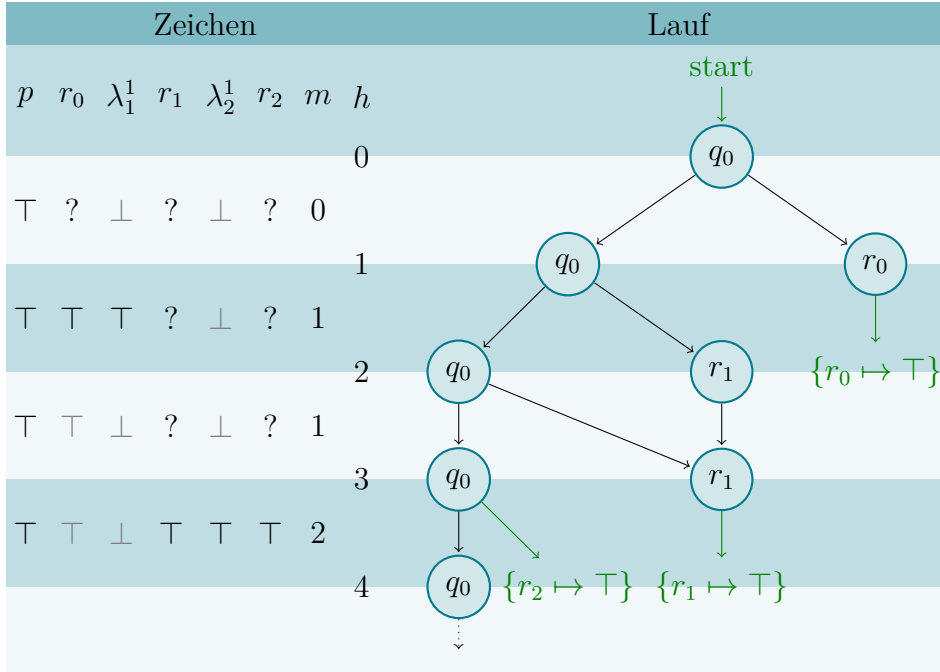 Zeichen Lauf
start
p r₀ λ¹₁ r₁ λ¹₂ r₂ m h
0 q₀
⊤ ? ⊥ ? ⊥ ? 0
1 q₀ r₀
⊤ ⊤ ⊤ ? ⊥ ? 1
2 q₀ r₁ {r₀ ↦ ⊤}
⊤ ⊤ ⊥ ? ⊥ ? 1
3 q₀ r₁
⊤ ⊤ ⊥ ⊤ ⊤ ⊤ 2
4 q₀ {r₂ ↦ ⊤} {r₁ ↦ ⊤}